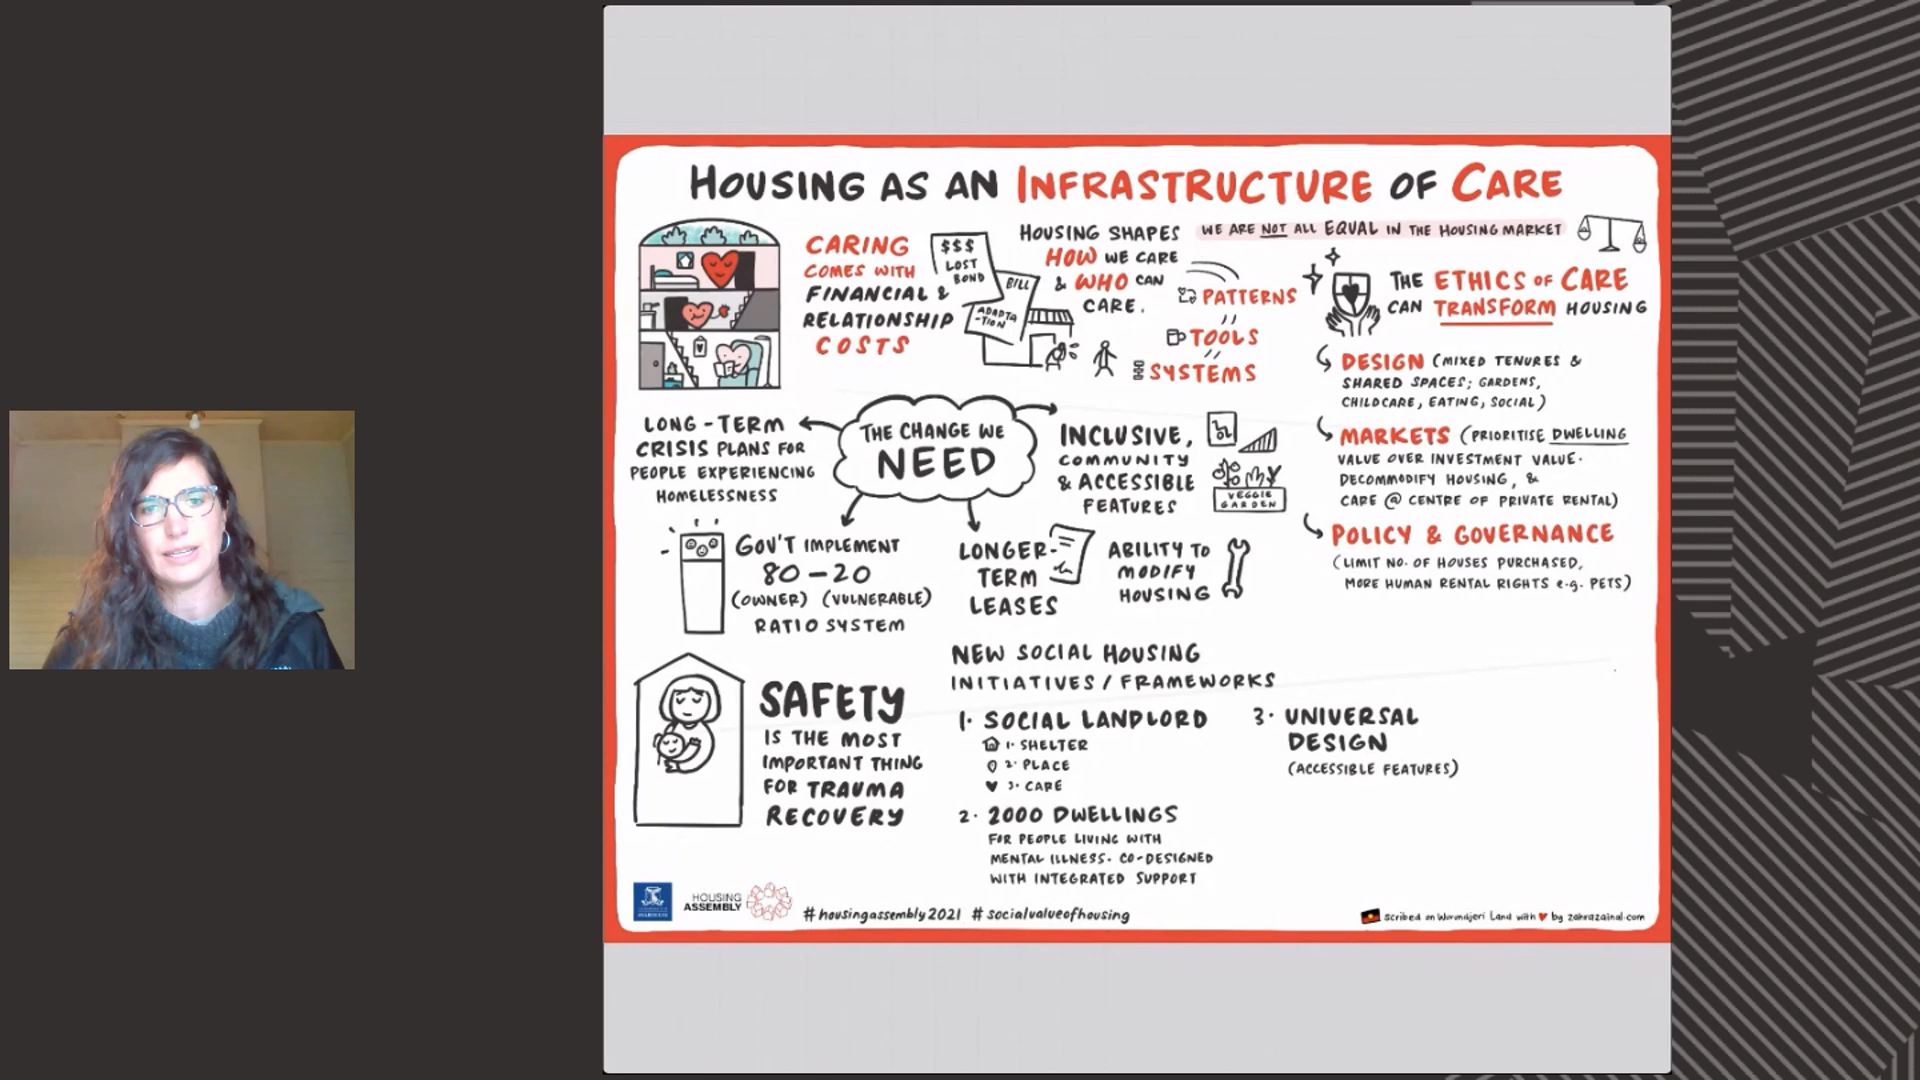 HOUSING AS AN INFRASTRUCTURE OF CARE
CARING
COMES WITH
FINANCIAL &
RELATIONSHIP
COSTS
$$$
LOST
BOND
BILL
ADAPTA
-TION
HOUSING SHAPES
HOW WE CARE
& WHO CAN
CARE.
PATTERNS
TOOLS
SYSTEMS
WE ARE NOT ALL EQUAL IN THE HOUSING MARKET
THE ETHICS OF CARE
CAN TRANSFORM HOUSING
DESIGN (MIXED TENURES &
SHARED SPACES; GARDENS,
CHILDCARE, EATING, SOCIAL)
MARKETS (PRIORITISE DWELLING
VALUE OVER INVESTMENT VALUE.
DECOMMODIFY HOUSING, &
CARE @ CENTRE OF PRIVATE RENTAL)
POLICY & GOVERNANCE
(LIMIT NO. OF HOUSES PURCHASED,
MORE HUMAN RENTAL RIGHTS e.g. PETS)
THE CHANGE WE
NEED
LONG-TERM
CRISIS PLANS FOR
PEOPLE EXPERIENCING
HOMELESSNESS
GOV'T IMPLEMENT
80-20
(OWNER) (VULNERABLE)
RATIO SYSTEM
LONGER-
TERM
LEASES
ABILITY TO
MODIFY
HOUSING
INCLUSIVE,
COMMUNITY
& ACCESSIBLE
FEATURES
VEGGIE
GARDEN
SAFETY
IS THE MOST
IMPORTANT THING
FOR TRAUMA
RECOVERY
NEW SOCIAL HOUSING
INITIATIVES / FRAMEWORKS
1. SOCIAL LANDLORD
1. SHELTER
2. PLACE
3. CARE
2. 2000 DWELLINGS
FOR PEOPLE LIVING WITH
MENTAL ILLNESS. CO-DESIGNED
WITH INTEGRATED SUPPORT
3. UNIVERSAL
DESIGN
(ACCESSIBLE FEATURES)
HOUSING
ASSEMBLY
#housingassembly2021 #socialvalueofhousing
scribed on Wurundjeri Land with ♥ by zahrazainal.com